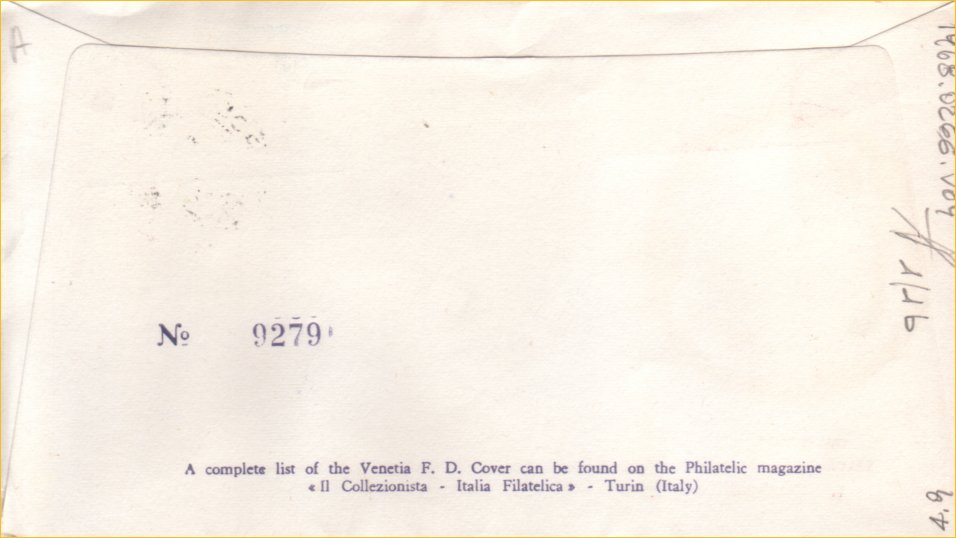 A
Nº 9279
A complete list of the Venetia F. D. Cover can be found on the Philatelic magazine
« Il Collezionista - Italia Filatelica » - Turin (Italy)
4.9